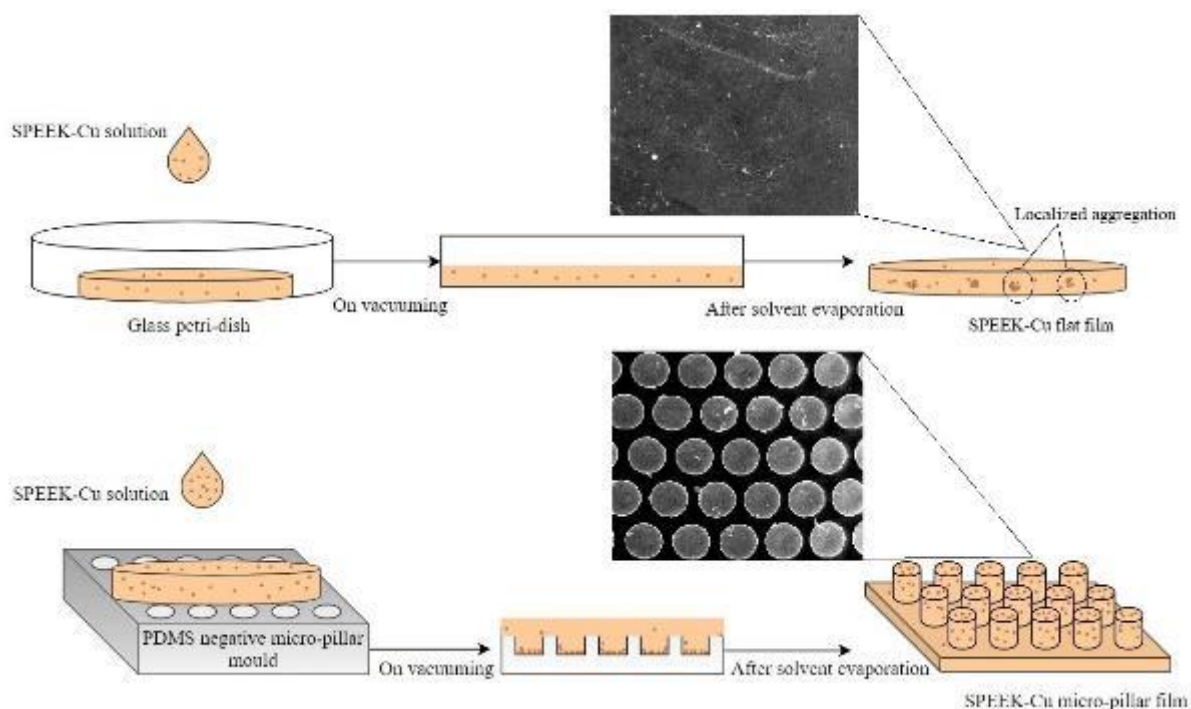 SPEEK-Cu solution
Localized aggregation
On vacuuming
After solvent evaporation
Glass petri-dish
SPEEK-Cu flat film
SPEEK-Cu solution
PDMS negative micro-pillar
mould
On vacuuming
After solvent evaporation
SPEEK-Cu micro-pillar film